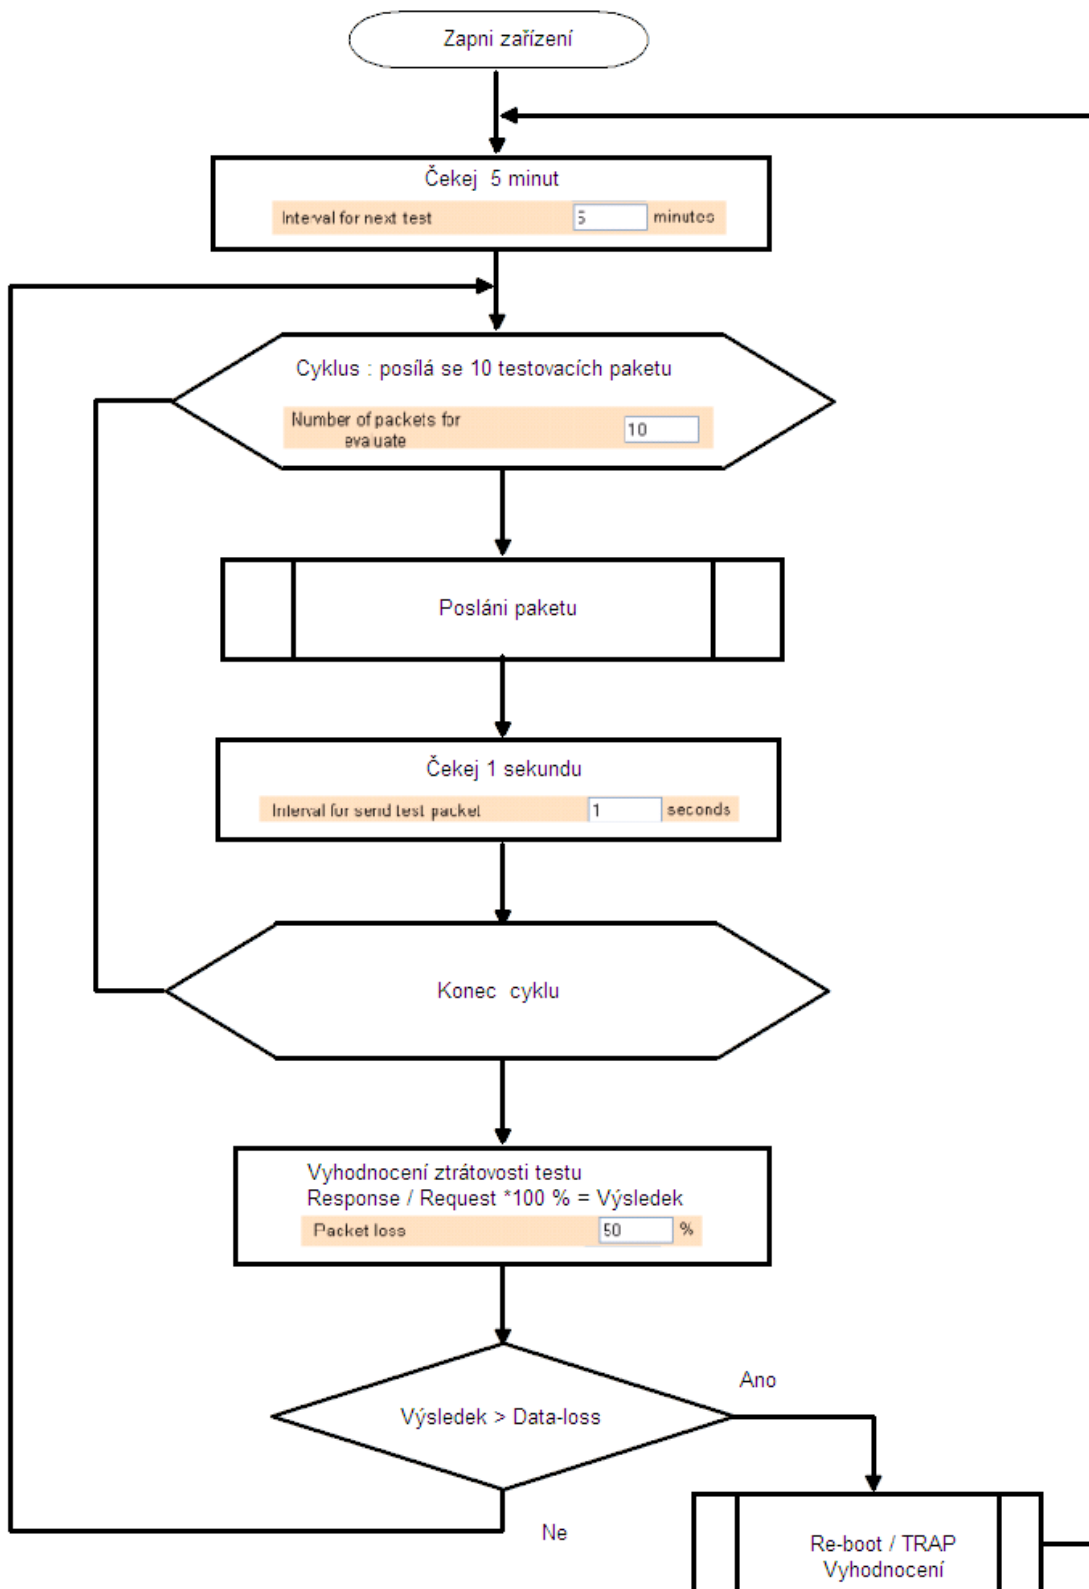 Zapni zařízení
Čekej 5 minut
Interval for next test 5 minutes
Cyklus : posílá se 10 testovacích paketu
Number of packets for
evaluate 10
Posláni paketu
Čekej 1 sekundu
Interval for send test packet 1 seconds
Konec cyklu
Vyhodnocení ztrátovosti testu
Response / Request *100 % = Výsledek
Packet loss 50 %
Ano
Výsledek > Data-loss
Ne
Re-boot / TRAP
Vyhodnocení